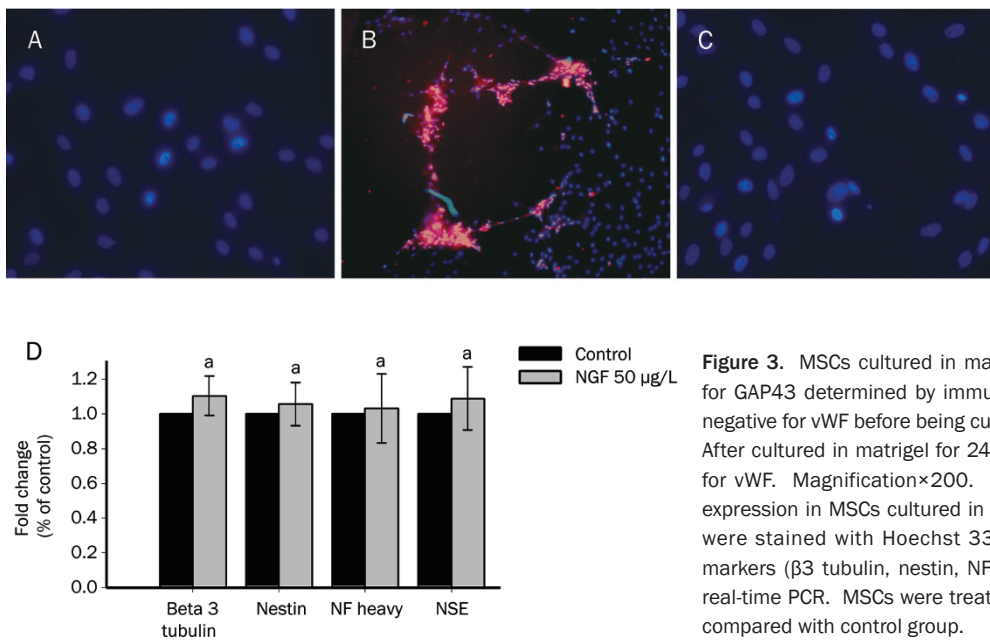 A
B
C
D
Fold change
(% of control)
1.2
1.0
0.8
0.6
0.4
0.2
0.0
a
a
a
a
Beta 3
tubulin
Nestin
NF heavy
NSE
Control
NGF 50 µg/L
Figure 3. MSCs cultured in ma
for GAP43 determined by immu
negative for vWF before being cu
After cultured in matrigel for 24
for vWF. Magnification×200.
expression in MSCs cultured in
were stained with Hoechst 33
markers (β3 tubulin, nestin, NF
real-time PCR. MSCs were treat
compared with control group.